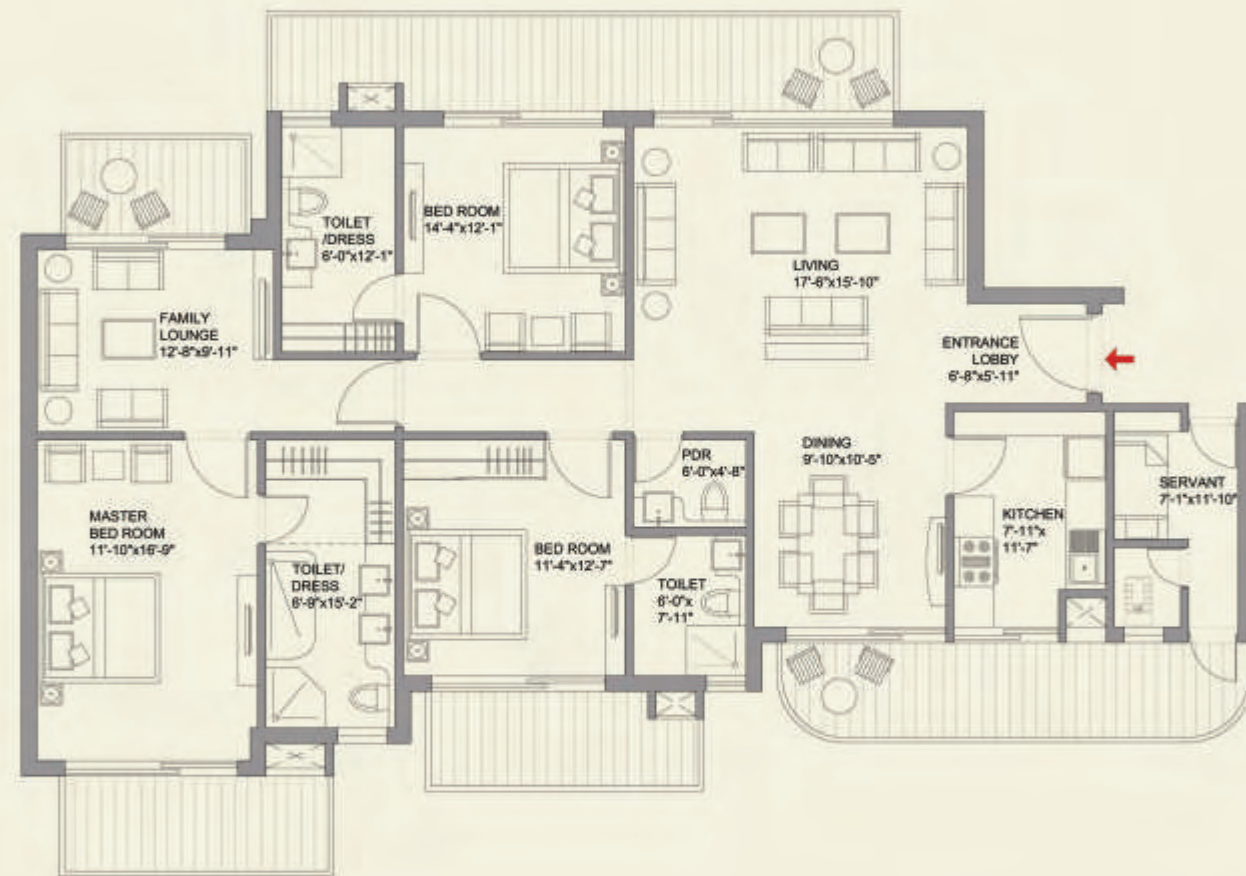 TOILET
/DRESS
6'-0"x12'-1"
BED ROOM
14'-4"x12'-1"
LIVING
17'-6"x15'-10"
FAMILY
LOUNGE
12'-8"x9'-11"
ENTRANCE
LOBBY
6'-8"x5'-11"
MASTER
BED ROOM
11'-10"x16'-9"
TOILET/
DRESS
6'-9"x15'-2"
BED ROOM
11'-4"x12'-7"
PDR
6'-0"x4'-8"
TOILET
6'-0"x
7'-11"
DINING
9'-10"x10'-5"
KITCHEN
7'-11"x
11'-7"
SERVANT
7'-1"x11'-10"